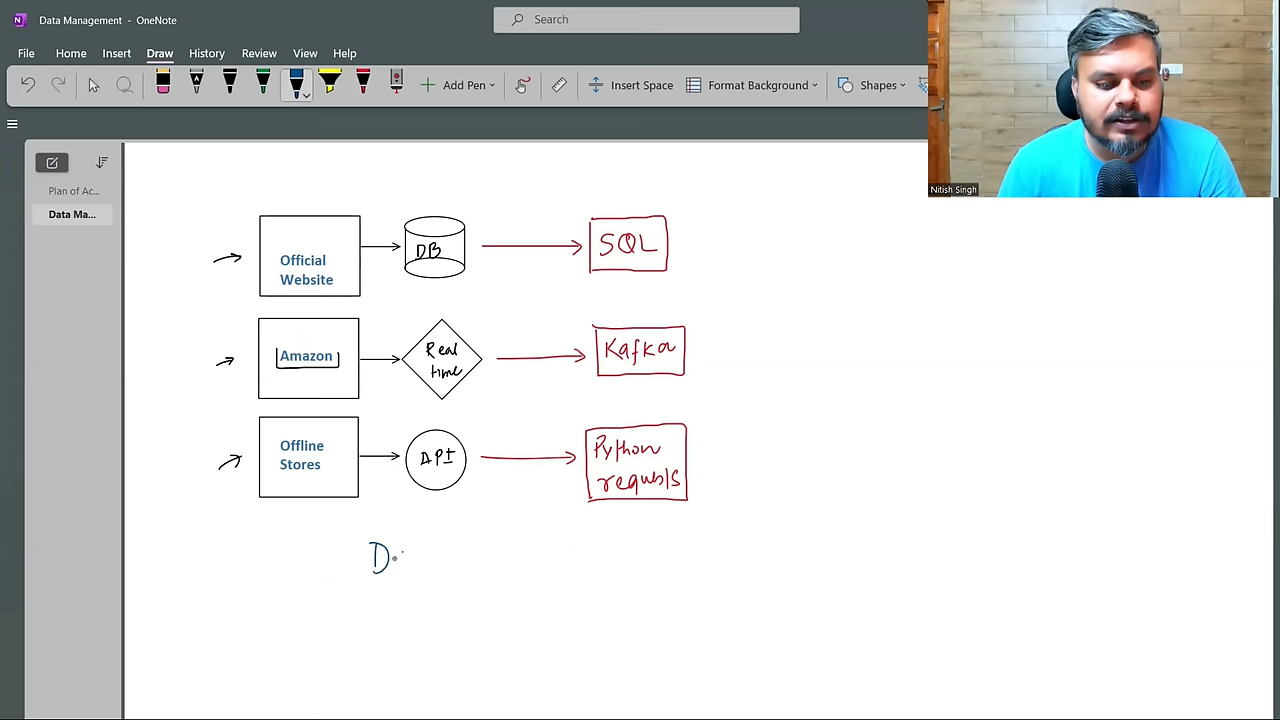 Data Management - OneNote
Search
File Home Insert Draw History Review View Help
Add Pen Insert Space Format Background Shapes
Plan of Ac...
Data Ma...
Nitish Singh
Official
Website
DB
SQL
Amazon
Real
time
Kafka
Offline
Stores
API
Python
requests
D